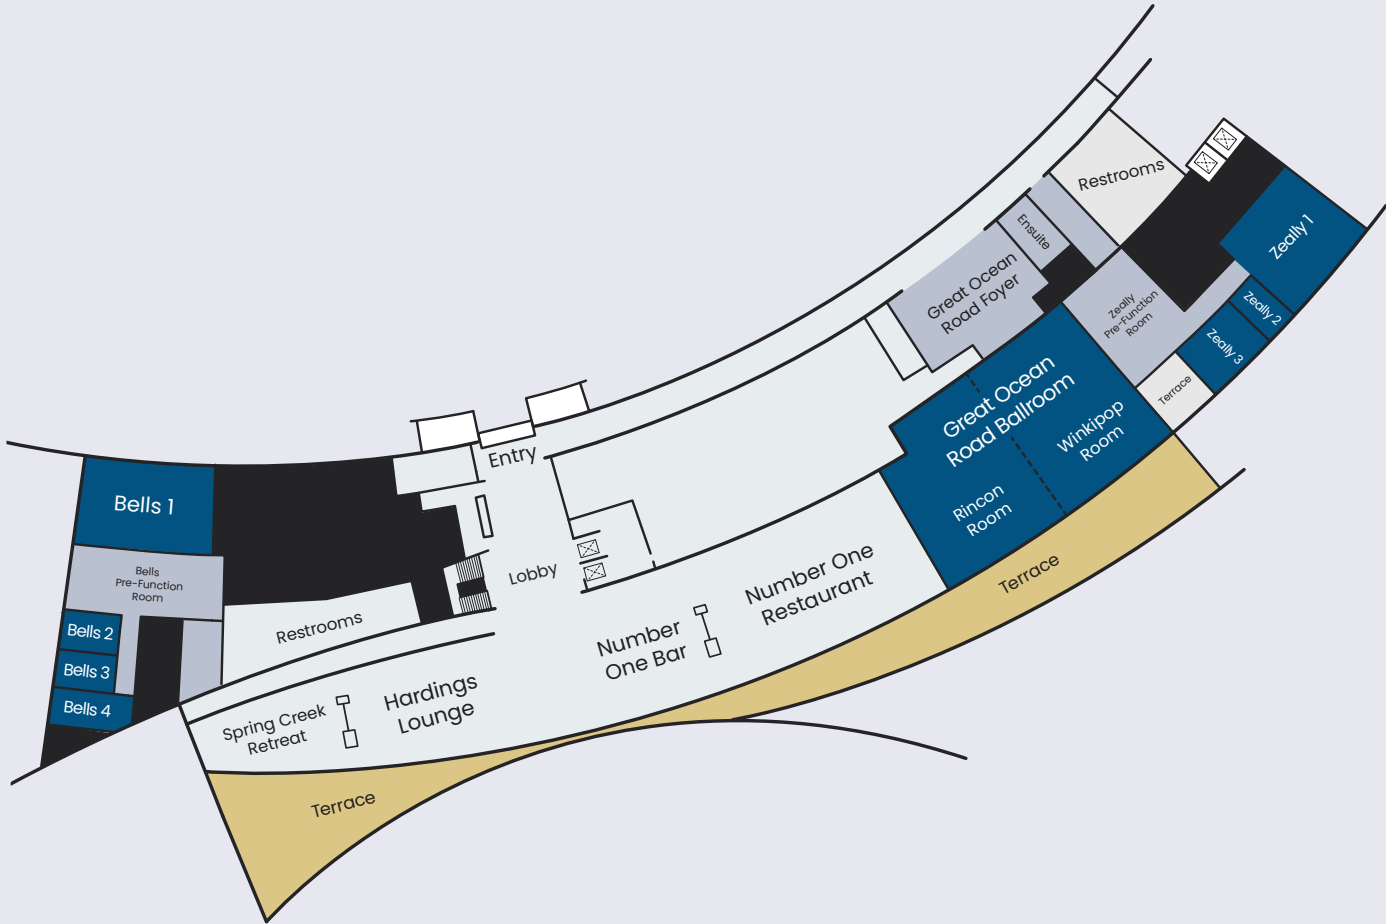 Restrooms
Zeally 1
Ensuite
Great Ocean
Road Foyer
Zeally
Pre-Function
Room
Zeally 2
Zeally 3
Terrace
Great Ocean
Road Ballroom
Winkipop
Room
Rincon
Room
Terrace
Entry
Lobby
Bells 1
Bells
Pre-Function
Room
Bells 2
Bells 3
Bells 4
Restrooms
Number One
Restaurant
Number
One Bar
Hardings
Lounge
Spring Creek
Retreat
Terrace